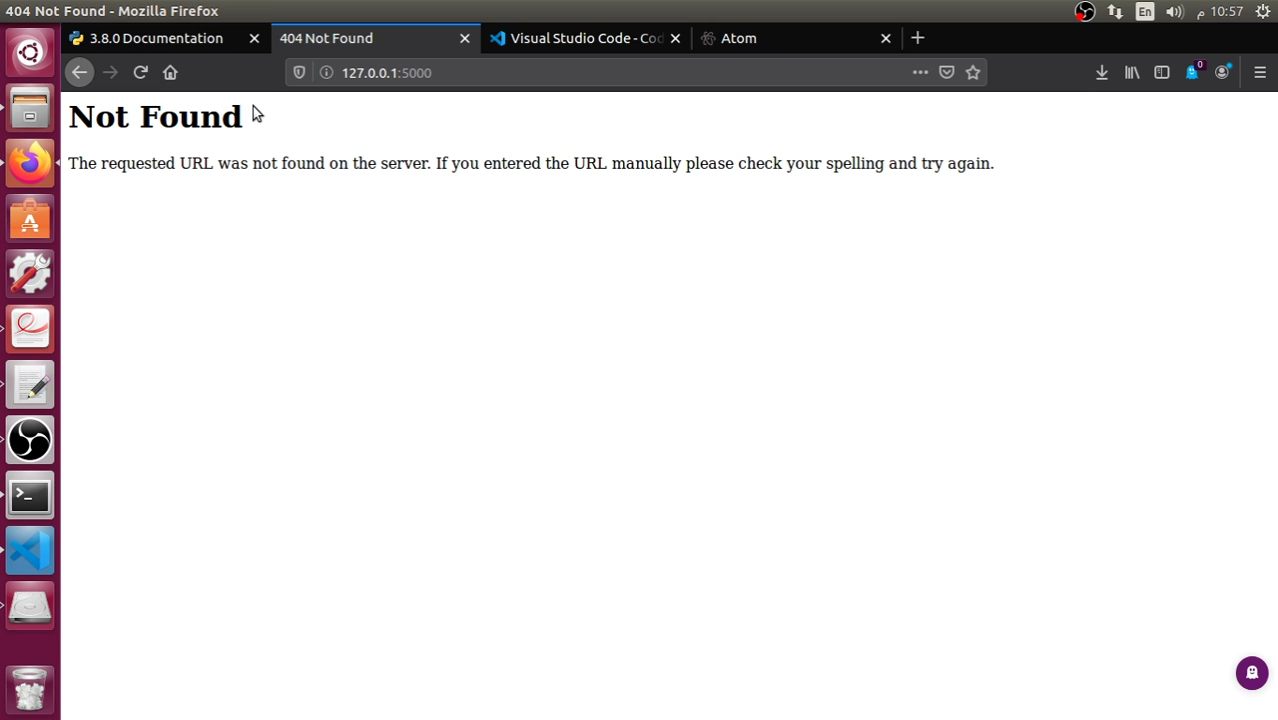 404 Not Found - Mozilla Firefox
En
10:57 م
3.8.0 Documentation
404 Not Found
Visual Studio Code - Cod
Atom
127.0.0.1:5000
0
Not Found
The requested URL was not found on the server. If you entered the URL manually please check your spelling and try again.